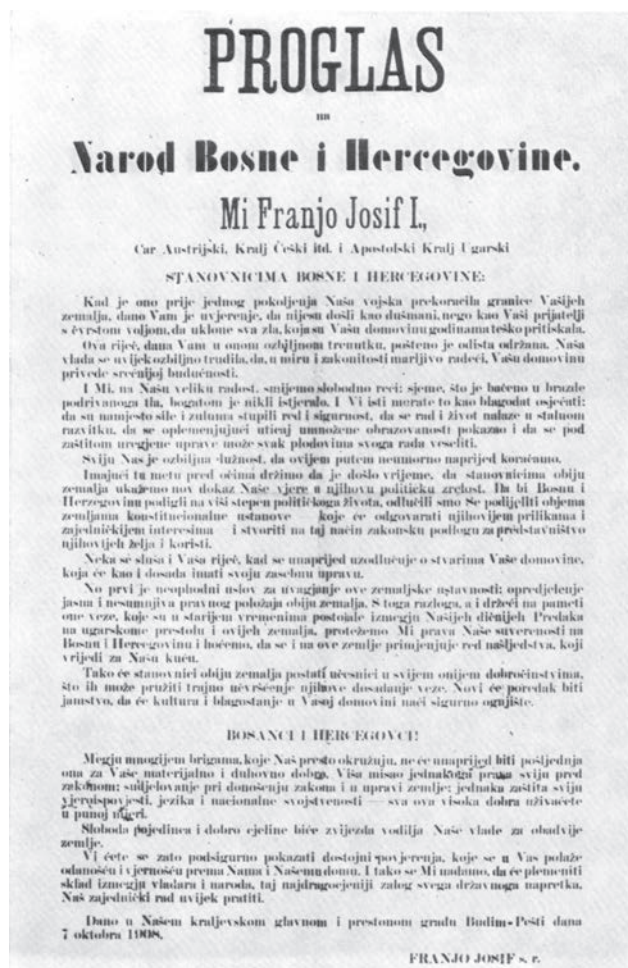 PROGLAS
na
Narod Bosne i Hercegovine.
Mi Franjo Josif I.,
Car Austrijski, Kralj Češki itd. i Apostolski Kralj Ugarski
STANOVNICIMA BOSNE I HERCEGOVINE:
Kad je ono prije jednog pokoljenja Naša vojska prekoračila granice Vašijeh
zemalja, dano Vam je uvjerenje, da nijesu došli kao dušmani, nego kao Vaši prijatelji
s čvrstom voljom, da uklone sva zla, koja su Vašu domovinu godinama teško pritiskala.
Ova riječ, dana Vam u onom ozbiljnom trenutku, pošteno je odista održana. Naša
vlada se uvijek ozbiljno trudila, da, u miru i zakonitosti marljivo radeći, Vašu domovinu
privede srećnijoj budućnosti.
I Mi, na Našu veliku radost, smijemo slobodno reći: sjeme, što je bačeno u brazde
podrivanoga tla, bogatom je nikli istjeralo. I Vi isti morate to kao blagodat osjećati:
da su namjesto sile i zuluma stupili red i sigurnost, da se rad i život nalaze u stalnom
razvitku, da se oplemenjujući uticaj umnožene obrazovanosti pokazao i da se pod
zaštitom uregjene uprave može svak plodovima svoga rada veseliti.
Sviju Nas je ozbiljna dužnost, da ovijem putem neumorno naprijed koračamo.
Imajući tu metu pred očima držimo da je došlo vrijeme, da stanovnicima obiju
zemalja ukažemo nov dokaz Naše vjere u njihovu političku zrelost. Da bi Bosnu i
Hercegovinu podigli na viši stepen političkoga života, odlučili smo Se podijeliti objema
zemljama konstitucionalne ustanove — koje će odgovarati njihovijem prilikama i
zajedničkijem interesima — i stvoriti na taj način zakonsku podlogu za predstavništvo
njihovijeh želja i koristi.
Neka se sluša i Vaša riječ, kad se unaprijed uzodlučuje o stvarima Vaše domovine,
koja će kao i dosada imati svoju zasebnu upravu.
No prvi je neophodni uslov za uvagjanje ove zemaljske ustavnosti: opredjeljenje
jasna i nesumnjiva pravnog položaja obiju zemalja. S toga razloga, a i držeći na pameti
one veze, koje su u starijem vremenima postojale izmegju Našijeh dičnijeh Predaka
na ugarskome prestolu i ovijeh zemalja, protežemo Mi prava Naše suverenosti na
Bosnu i Hercegovinu i hoćemo, da se i na ove zemlje primjenjuje red našljedstva, koji
vrijedi za Našu kuću.
Tako će stanovnici obiju zemalja postati učesnici u svijem onijem dobročinstvima,
što ih može pružiti trajno učvršćenje njihove dosadanje veze. Novi će poredak biti
jamstvo, da će kultura i blagostanje u Vašoj domovini naći sigurno ognjište.
BOSANCI I HERCEGOVCI!
Megju mnogijem brigama, koje Naš presto okružuju, ne će unaprijed biti pošljednja
ona za Vaše materijalno i duhovno dobro. Viša misao jednakoga prava sviju pred
zakonom; sudjelovanje pri donošenju zakona i u upravi zemlje; jednaka zaštita sviju
vjeroispovjesti, jezika i nacionalne svojstvenosti — sva ova visoka dobra uživaćete
u punoj mjeri.
Sloboda pojedinca i dobro cjeline biće zvijezda vodilja Naše vlade za obadvije
zemlje.
Vi ćete se zato podsigurno pokazati dostojni povjerenja, koje se u Vas polaže
odanošću i vjernošću prema Nama i Našemu domu. I tako se Mi nadamo, da će plemeniti
sklad izmegju vladara i naroda, taj najdragocjeniji zalog svega državnoga napretka,
Naš zajednički rad uvijek pratiti.
Dano u Našem kraljevskom glavnom i prestonom gradu Budim-Pešti dana
7 oktobra 1908.
FRANJO JOSIF s. r.